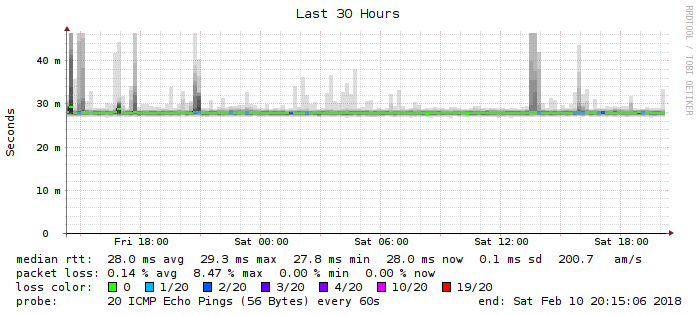 Last 30 Hours
RRDTOOL / TOBI OETIKER
Seconds
40 m
30 m
20 m
10 m
0
Fri 18:00 Sat 00:00 Sat 06:00 Sat 12:00 Sat 18:00
median rtt: 28.0 ms avg 29.3 ms max 27.8 ms min 28.0 ms now 0.1 ms sd 200.7 am/s
packet loss: 0.14 % avg 8.47 % max 0.00 % min 0.00 % now
loss color: 0 1/20 2/20 3/20 4/20 10/20 19/20
probe: 20 ICMP Echo Pings (56 Bytes) every 60s end: Sat Feb 10 20:15:06 2018